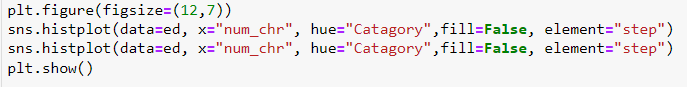 plt.figure(figsize=(12,7))
sns.histplot(data=ed, x="num_chr", hue="Catagory",fill=False, element="step")
sns.histplot(data=ed, x="num_chr", hue="Catagory",fill=False, element="step")
plt.show()